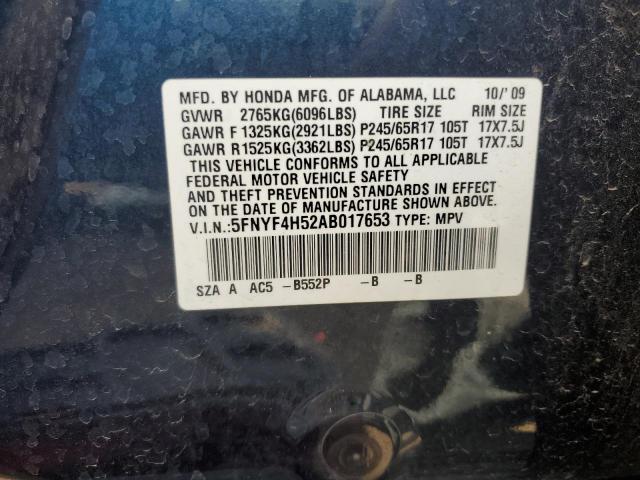 MFD. BY HONDA MFG. OF ALABAMA, LLC 10/'09
GVWR 2765KG(6096LBS) TIRE SIZE RIM SIZE
GAWR F 1325KG(2921LBS) P245/65R17 105T 17X7.5J
GAWR R 1525KG(3362LBS) P245/65R17 105T 17X7.5J
THIS VEHICLE CONFORMS TO ALL APPLICABLE
FEDERAL MOTOR VEHICLE SAFETY
AND THEFT PREVENTION STANDARDS IN EFFECT
ON THE DATE OF MANUFACTURE SHOWN ABOVE.
V.I.N.:5FNYF4H52AB017653 TYPE: MPV
SZA A AC5 -B552P -B -B